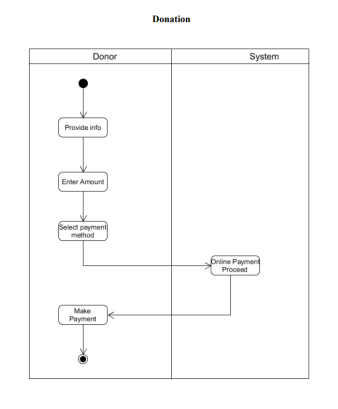 Donation
Donor
System
Provide info
Enter Amount
Select payment
method
Online Payment
Proceed
Make
Payment